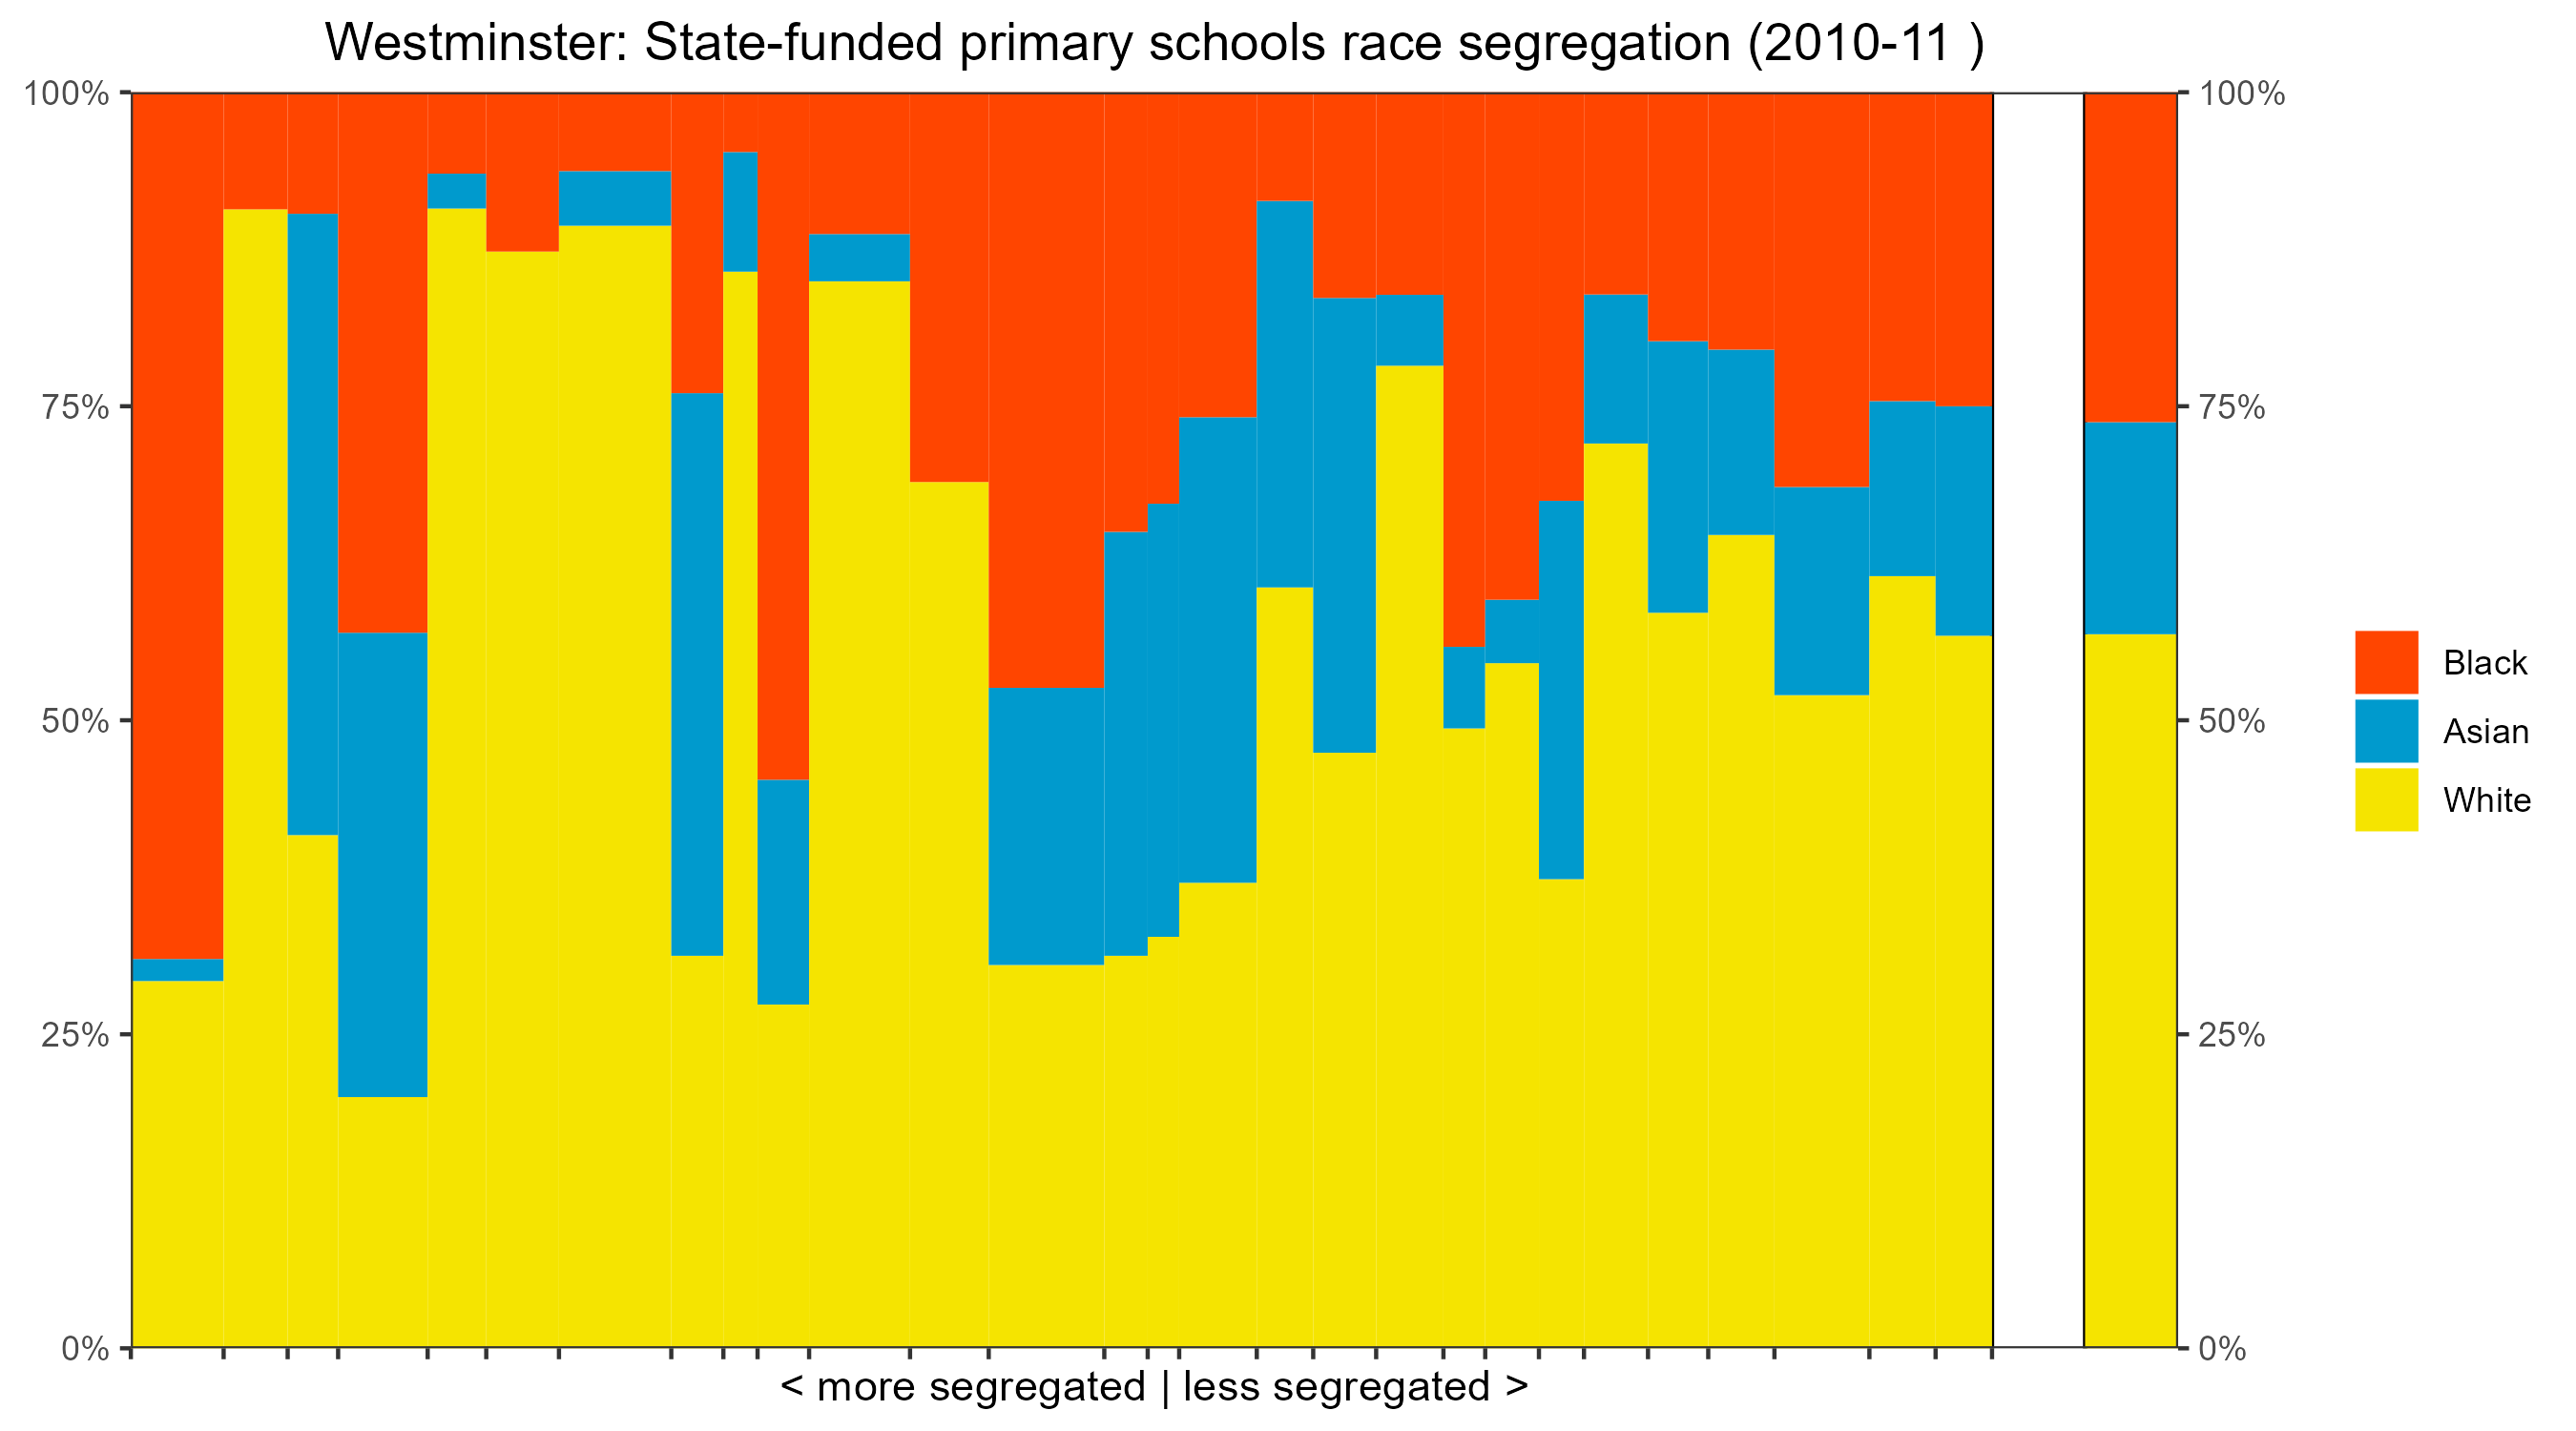 Westminster: State-funded primary schools race segregation (2010-11 )
100%
75%
50%
25%
0%
100%
75%
50%
25%
0%
< more segregated | less segregated >
Black
Asian
White